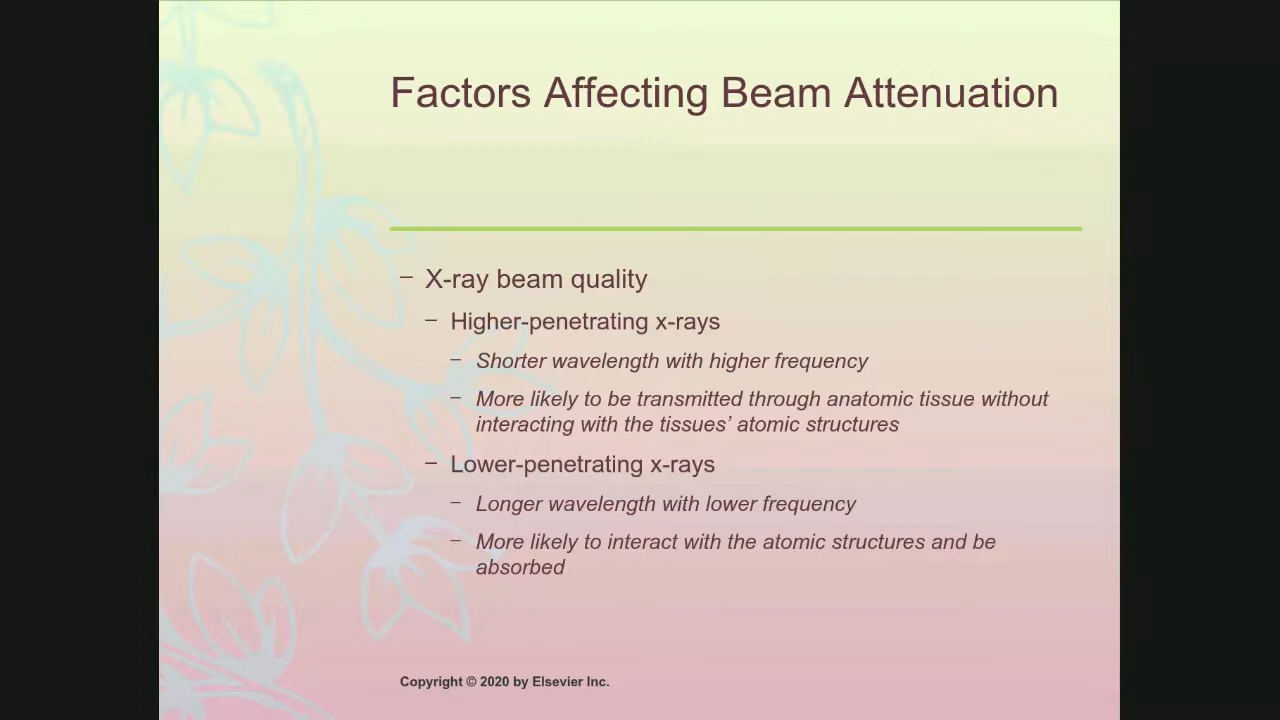 Factors Affecting Beam Attenuation
– X-ray beam quality
– Higher-penetrating x-rays
– Shorter wavelength with higher frequency
– More likely to be transmitted through anatomic tissue without
interacting with the tissues’ atomic structures
– Lower-penetrating x-rays
– Longer wavelength with lower frequency
– More likely to interact with the atomic structures and be
absorbed
Copyright © 2020 by Elsevier Inc.